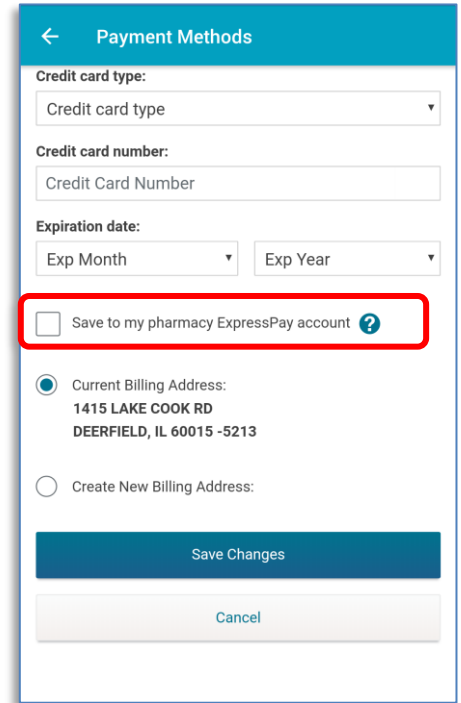 Payment Methods
Credit card type:
Credit card type
Credit card number:
Credit Card Number
Expiration date:
Exp Month Exp Year
Save to my pharmacy ExpressPay account ?
Current Billing Address:
1415 LAKE COOK RD
DEERFIELD, IL 60015 -5213
Create New Billing Address:
Save Changes
Cancel